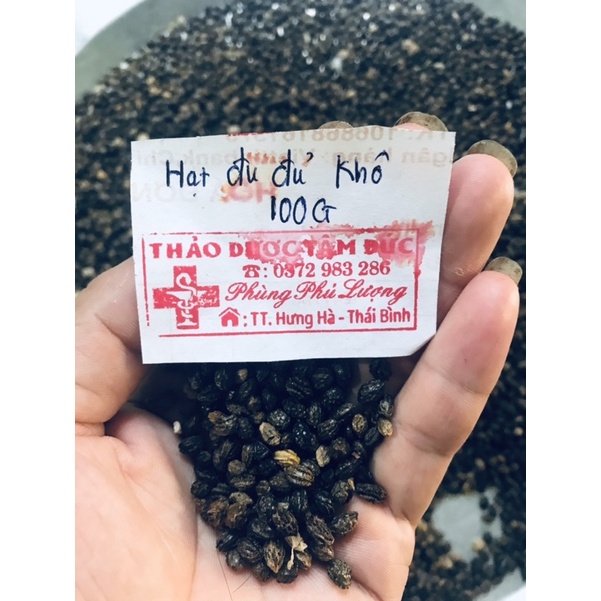 Hạt đu đủ khô
100G
THẢO DƯỢC TÂM ĐỨC
☎: 0372 983 286
Phùng Phú Lượng
: TT. Hưng Hà - Thái Bình